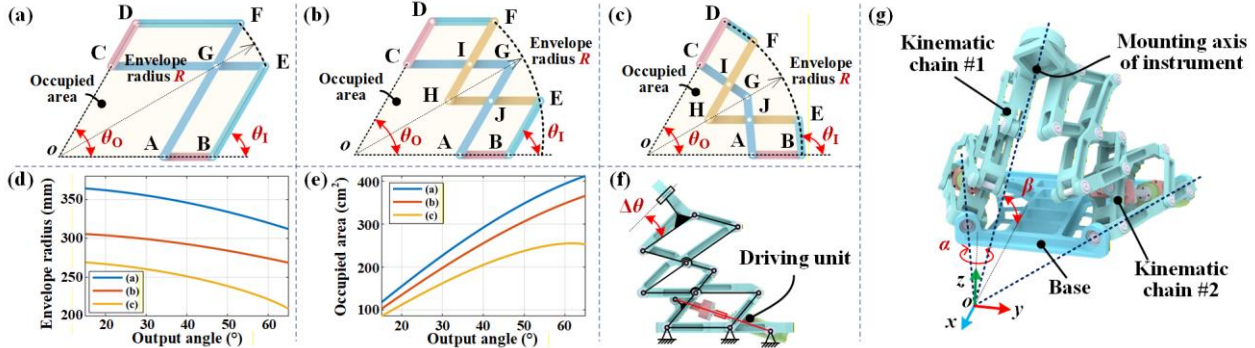 (a)
D
F
C
G
E
Envelope
radius R
Occupied
area
θO
θI
A
B
o
(b)
D
F
I
C
G
Envelope
radius R
Occupied
area
H
E
J
θO
θI
A
B
o
(c)
D
F
C
I
G
Envelope
radius R
Occupied
area
H
J
E
θO
θI
A
B
o
(d)
Envelope radius (mm)
350
300
250
200
(a)
(b)
(c)
20
30
40
50
60
Output angle (°)
(e)
Occupied area (cm2)
400
300
200
100
(a)
(b)
(c)
20
30
40
50
60
Output angle (°)
(f)
Δθ
Driving unit
(g)
Kinematic
chain #1
Mounting axis
of instrument
β
α
z
o
x
y
Base
Kinematic
chain #2